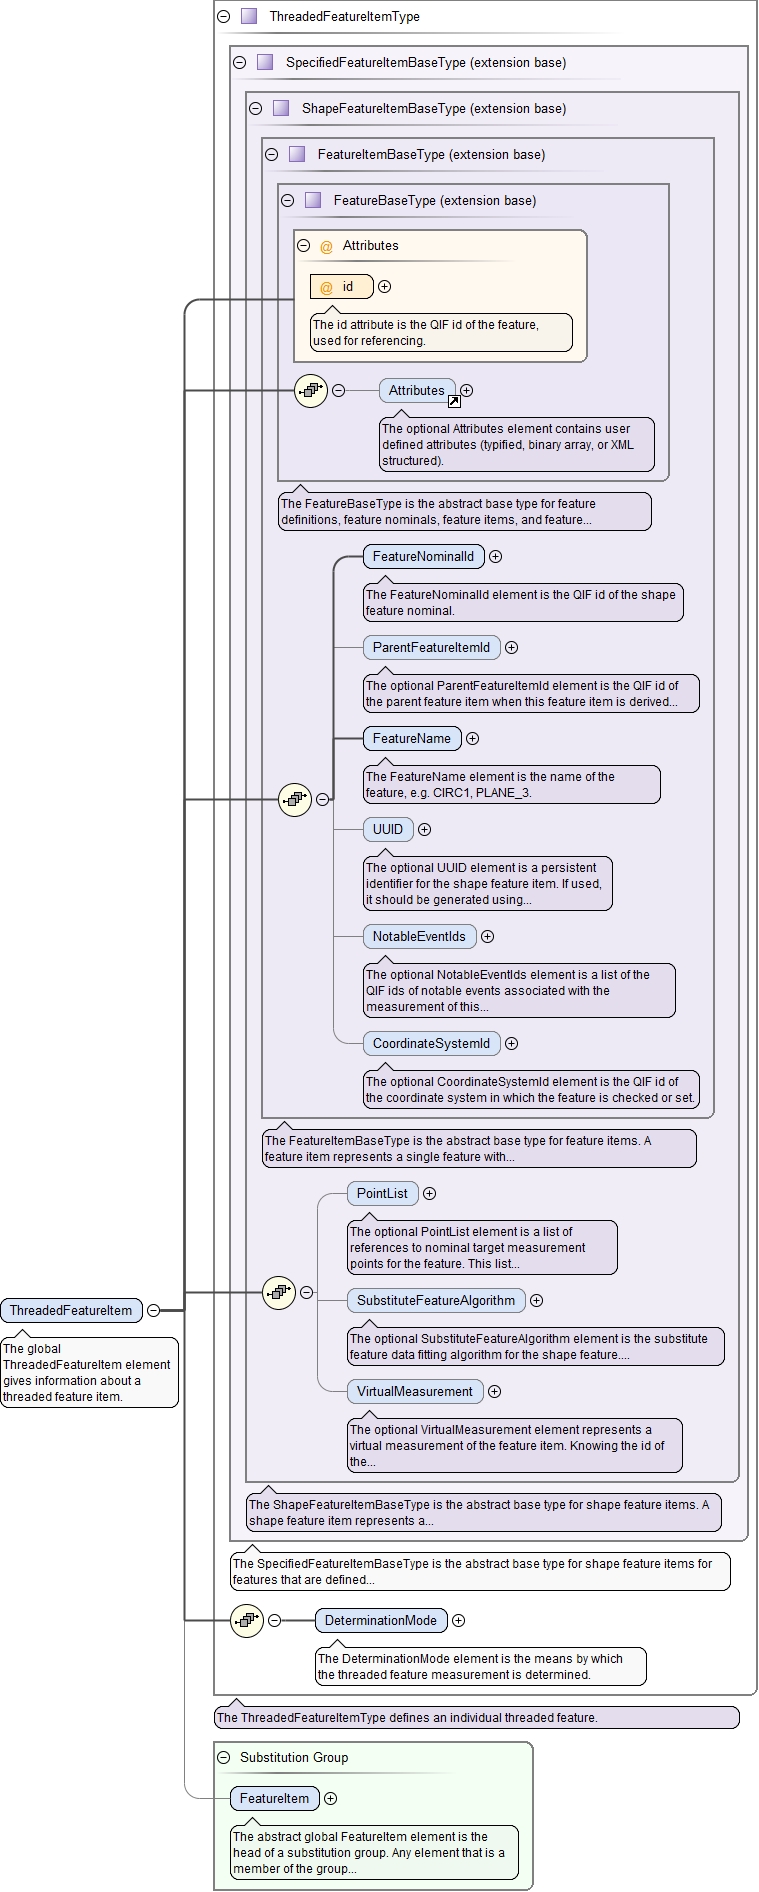 ThreadedFeatureItemType
SpecifiedFeatureItemBaseType (extension base)
ShapeFeatureItemBaseType (extension base)
FeatureItemBaseType (extension base)
FeatureBaseType (extension base)
@ Attributes
@ id
The id attribute is the QIF id of the feature,
used for referencing.
Attributes
The optional Attributes element contains user
defined attributes (typified, binary array, or XML
structured).
The FeatureBaseType is the abstract base type for feature
definitions, feature nominals, feature items, and feature...
FeatureNominalId
The FeatureNominalId element is the QIF id of the shape
feature nominal.
ParentFeatureItemId
The optional ParentFeatureItemId element is the QIF id of
the parent feature item when this feature item is derived...
FeatureName
The FeatureName element is the name of the
feature, e.g. CIRC1, PLANE_3.
UUID
The optional UUID element is a persistent
identifier for the shape feature item. If used,
it should be generated using...
NotableEventIds
The optional NotableEventIds element is a list of the
QIF ids of notable events associated with the
measurement of this...
CoordinateSystemId
The optional CoordinateSystemId element is the QIF id of
the coordinate system in which the feature is checked or set.
The FeatureItemBaseType is the abstract base type for feature items. A
feature item represents a single feature with...
PointList
The optional PointList element is a list of
references to nominal target measurement
points for the feature. This list...
SubstituteFeatureAlgorithm
The optional SubstituteFeatureAlgorithm element is the substitute
feature data fitting algorithm for the shape feature....
VirtualMeasurement
The optional VirtualMeasurement element represents a
virtual measurement of the feature item. Knowing the id of
the...
ThreadedFeatureItem
The global
ThreadedFeatureItem element
gives information about a
threaded feature item.
The ShapeFeatureItemBaseType is the abstract base type for shape feature items. A
shape feature item represents a...
The SpecifiedFeatureItemBaseType is the abstract base type for shape feature items for
features that are defined...
DeterminationMode
The DeterminationMode element is the means by which
the threaded feature measurement is determined.
The ThreadedFeatureItemType defines an individual threaded feature.
Substitution Group
FeatureItem
The abstract global FeatureItem element is the
head of a substitution group. Any element that is a
member of the group...